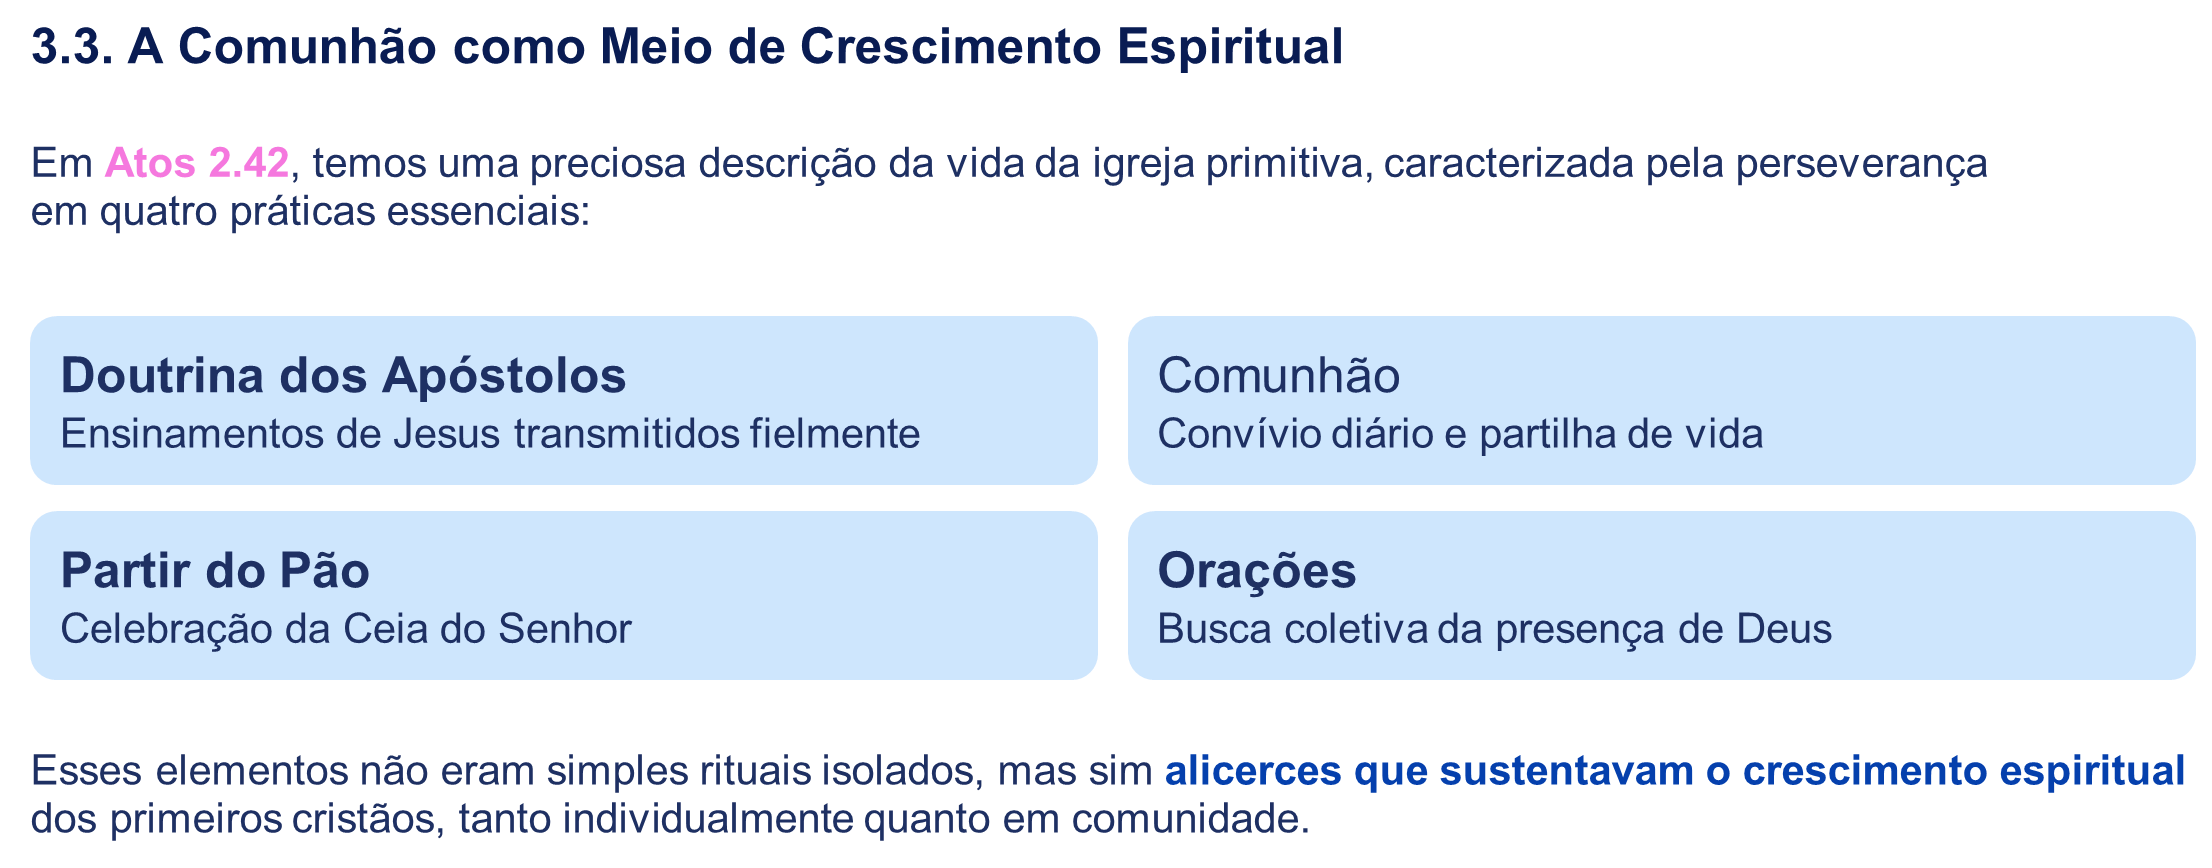 3.3. A Comunhão como Meio de Crescimento Espiritual
Em Atos 2.42, temos uma preciosa descrição da vida da igreja primitiva, caracterizada pela perseverança
em quatro práticas essenciais:
Doutrina dos Apóstolos
Ensinamentos de Jesus transmitidos fielmente
Comunhão
Convívio diário e partilha de vida
Partir do Pão
Celebração da Ceia do Senhor
Orações
Busca coletiva da presença de Deus
Esses elementos não eram simples rituais isolados, mas sim alicerces que sustentavam o crescimento espiritual
dos primeiros cristãos, tanto individualmente quanto em comunidade.